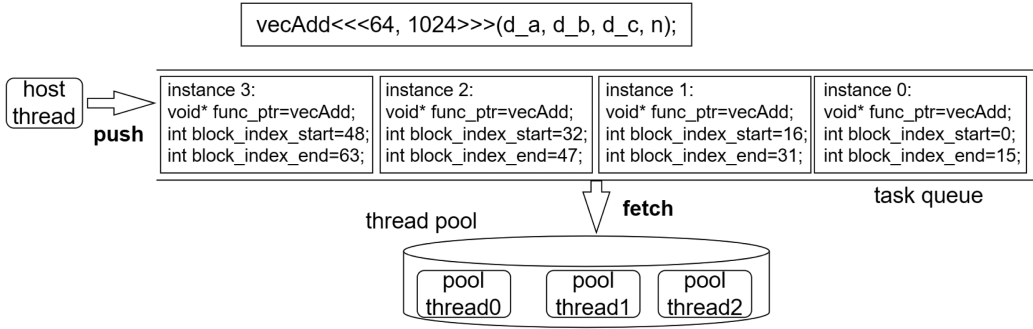 vecAdd<<<64, 1024>>>(d_a, d_b, d_c, n);
host
thread
push
instance 3:
void* func_ptr=vecAdd;
int block_index_start=48;
int block_index_end=63;
instance 2:
void* func_ptr=vecAdd;
int block_index_start=32;
int block_index_end=47;
instance 1:
void* func_ptr=vecAdd;
int block_index_start=16;
int block_index_end=31;
instance 0:
void* func_ptr=vecAdd;
int block_index_start=0;
int block_index_end=15;
task queue
fetch
thread pool
pool
thread0
pool
thread1
pool
thread2